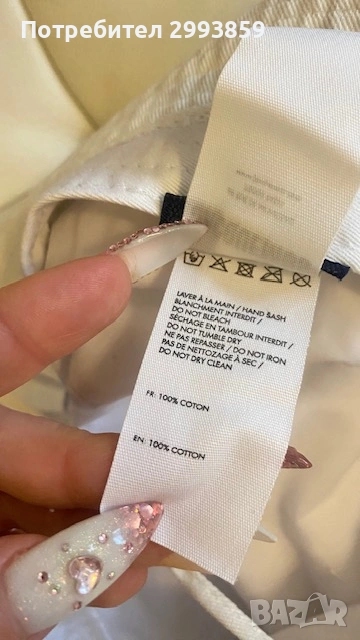 Потребител 2993859
LAVER À LA MAIN / HAND SASH
BLANCHIMENT INTERDIT /
DO NOT BLEACH
SÉCHAGE EN TAMBOUR INTERDIT /
DO NOT TUMBLE DRY
NE PAS REPASSER / DO NOT IRON
PAS DE NETTOYAGE À SEC /
DO NOT DRY CLEAN
FR: 100% COTON
EN: 100% COTTON
BAZAR